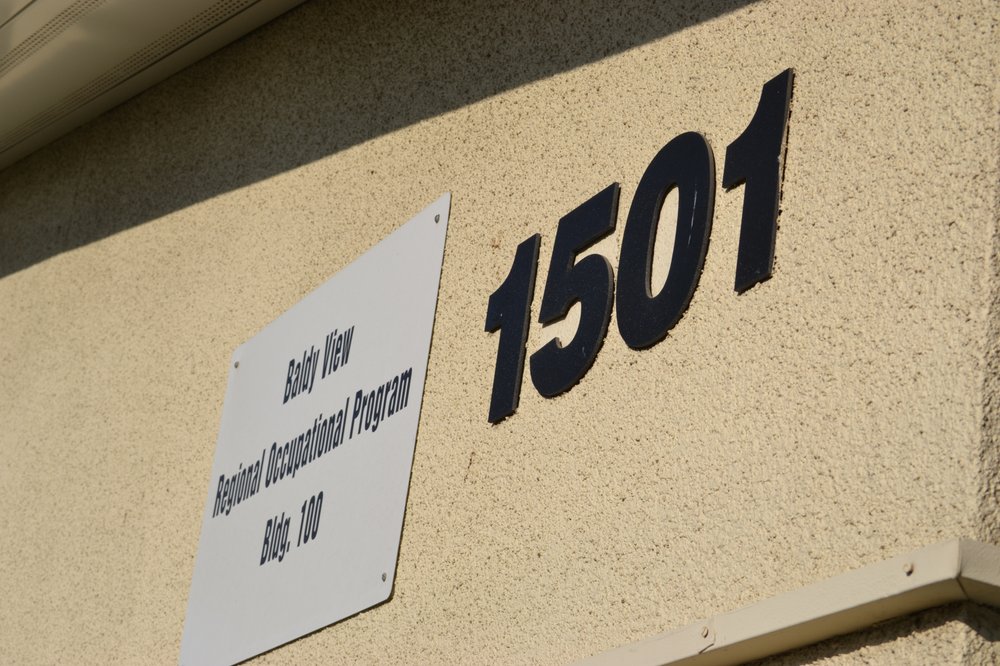 Baldy View
Regional Occupational Program
Bldg. 100
1501